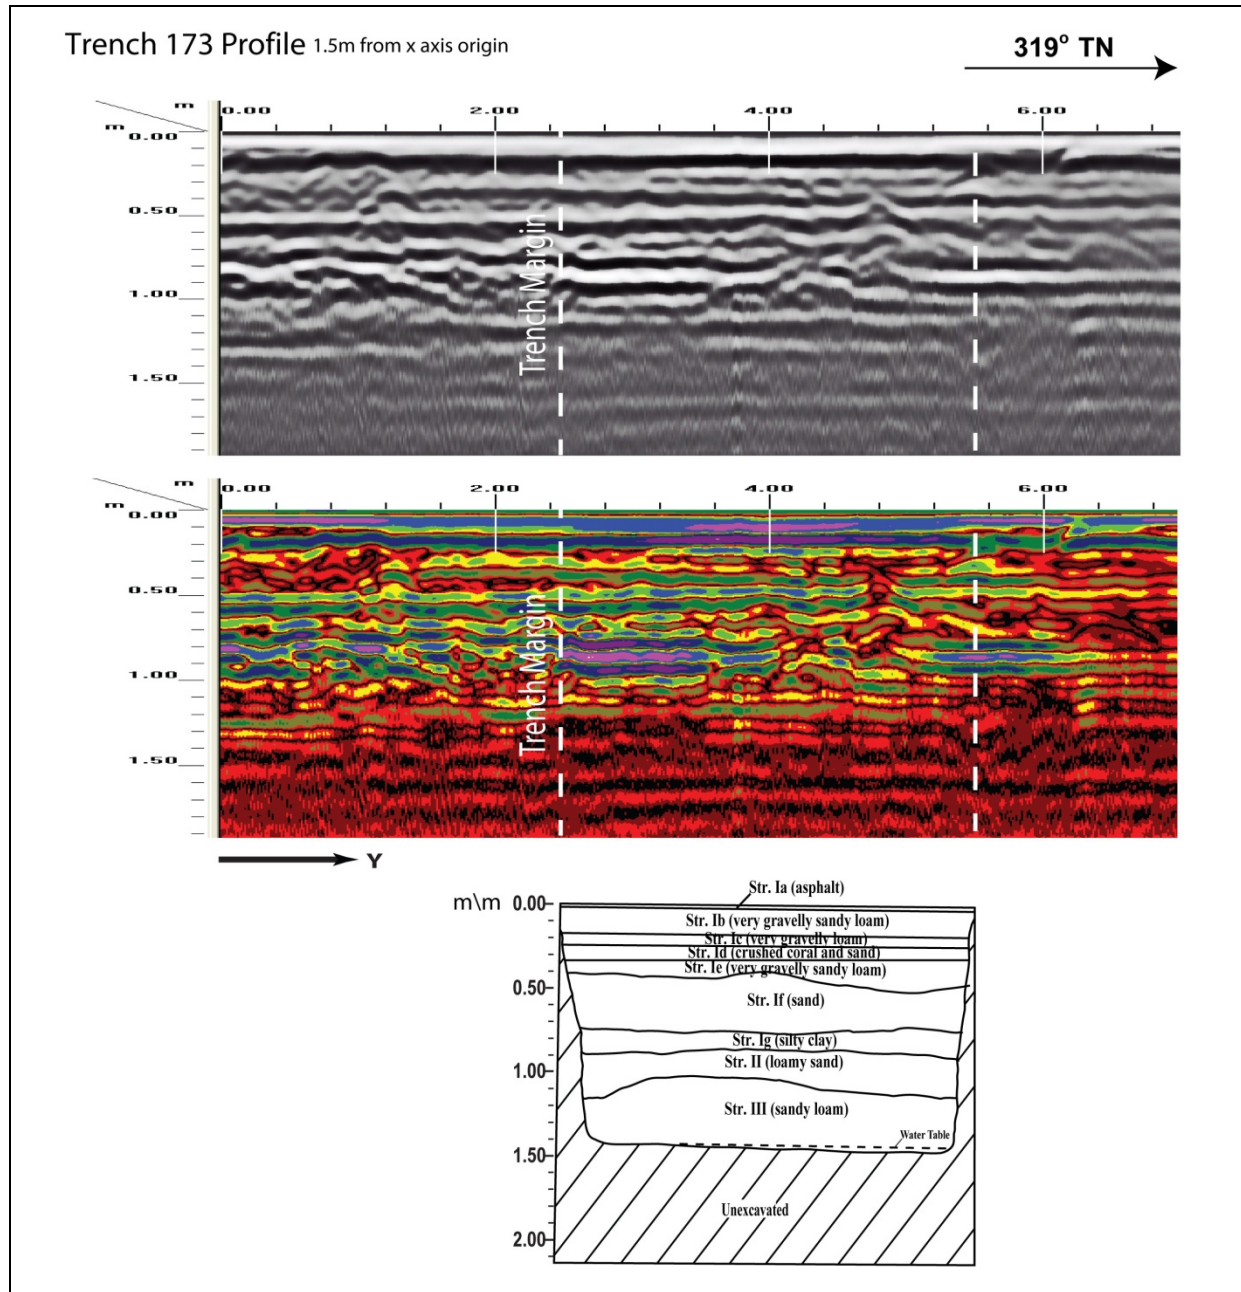 Trench 173 Profile 1.5m from x axis origin
319° TN
m 0.00 2.00 4.00 6.00
m 0.00
0.50
1.00
1.50
Trench Margin
m 0.00 2.00 4.00 6.00
m 0.00
0.50
1.00
1.50
Trench Margin
Y
m\m
0.00
0.50
1.00
1.50
2.00
Str. Ia (asphalt)
Str. Ib (very gravelly sandy loam)
Str. Ic (very gravelly loam)
Str. Id (crushed coral and sand)
Str. Ie (very gravelly sandy loam)
Str. If (sand)
Str. Ig (silty clay)
Str. II (loamy sand)
Str. III (sandy loam)
Water Table
Unexcavated